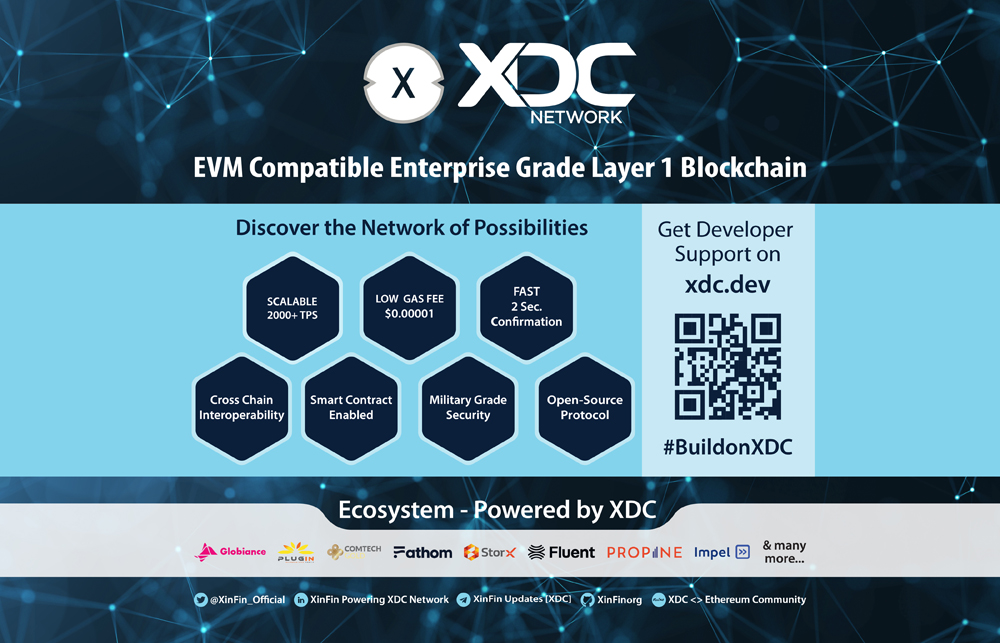 X
XDC
NETWORK
EVM Compatible Enterprise Grade Layer 1 Blockchain
Discover the Network of Possibilities
SCALABLE
2000+ TPS
LOW GAS FEE
$0.00001
FAST
2 Sec.
Confirmation
Cross Chain
Interoperability
Smart Contract
Enabled
Military Grade
Security
Open-Source
Protocol
Get Developer
Support on
xdc.dev
#BuildonXDC
Ecosystem - Powered by XDC
Globiance
PLUGIN
COMTECH
Fathom
StorX
Fluent
PROPINE
Impel
& many
more...
@XinFin_Official
XinFin Powering XDC Network
XinFin Updates [XDC]
XinFinorg
XDC <> Ethereum Community